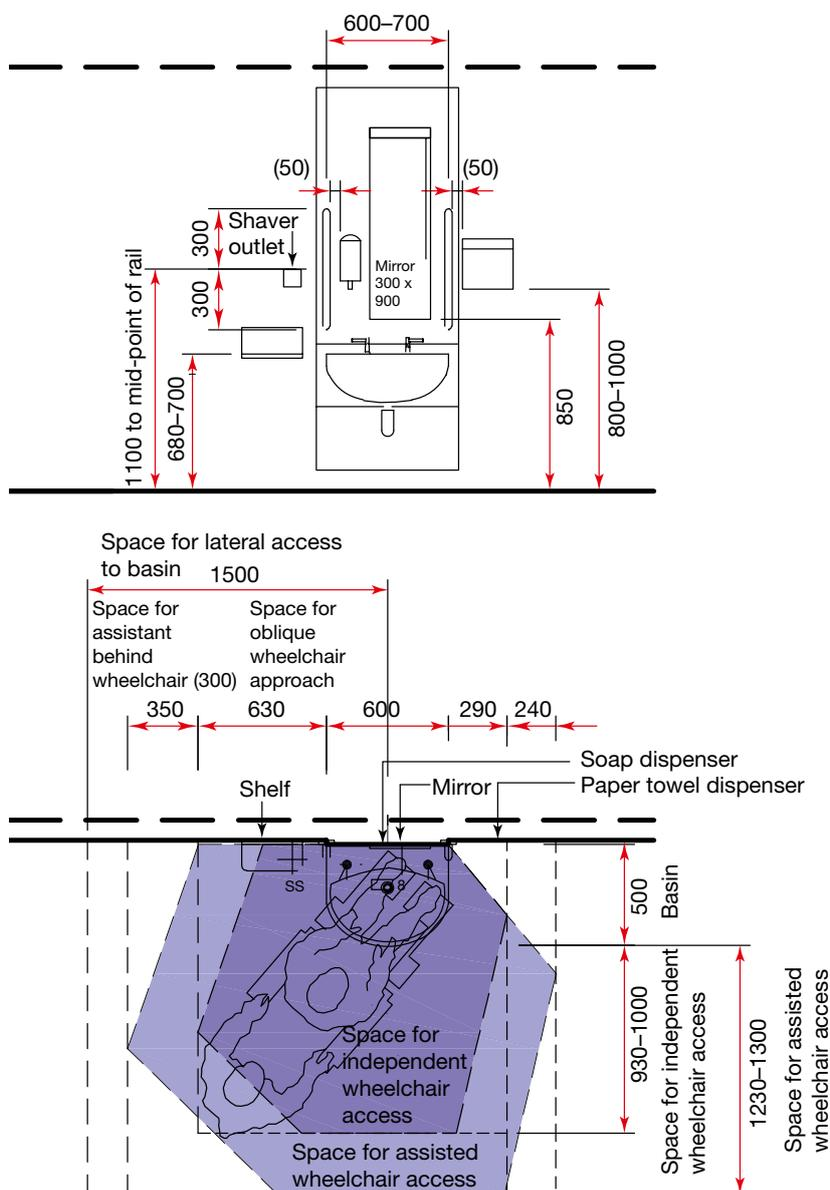 600–700
(50)
(50)
300
Shaver
outlet
300
Mirror
300 x
900
1100 to mid-point of rail
680–700
850
800–1000
Space for lateral access
to basin
1500
Space for
assistant
behind
wheelchair (300)
Space for
oblique
wheelchair
approach
350
630
600
290
240
Soap dispenser
Shelf
Mirror
Paper towel dispenser
SS
8
500
Basin
930–1000
Space for independent
wheelchair access
1230–1300
Space for assisted
wheelchair access
Space for
independent
wheelchair
access
Space for assisted
wheelchair access